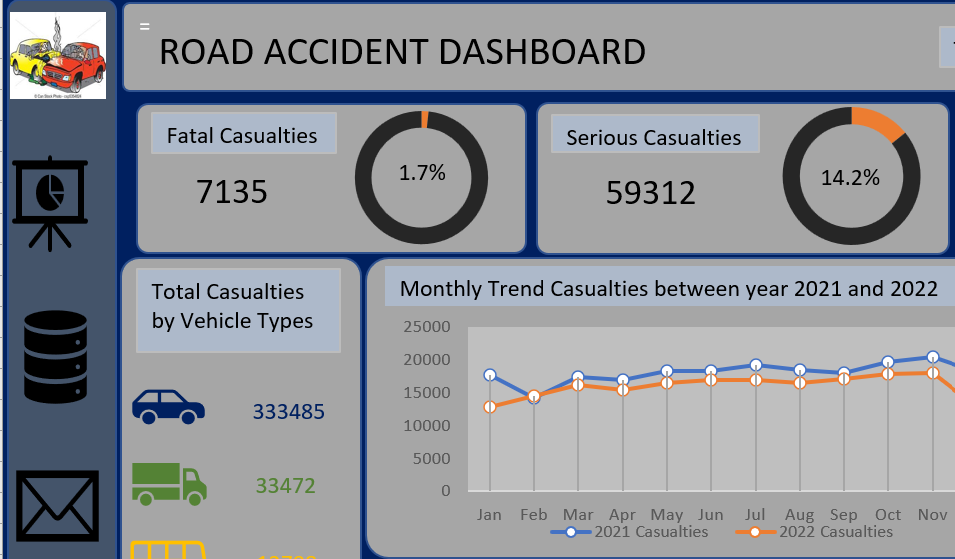 =
ROAD ACCIDENT DASHBOARD
Fatal Casualties
7135
1.7%
Serious Casualties
59312
14.2%
Total Casualties
by Vehicle Types
333485
33472
Monthly Trend Casualties between year 2021 and 2022
25000
20000
15000
10000
5000
0
Jan Feb Mar Apr May Jun Jul Aug Sep Oct Nov
2021 Casualties 2022 Casualties